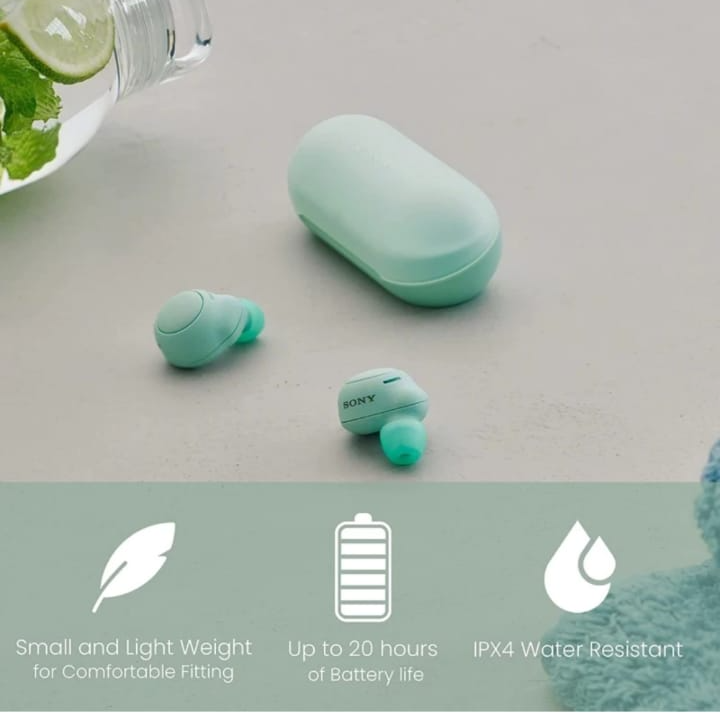 SONY
Small and Light Weight
for Comfortable Fitting
Up to 20 hours
of Battery life
IPX4 Water Resistant